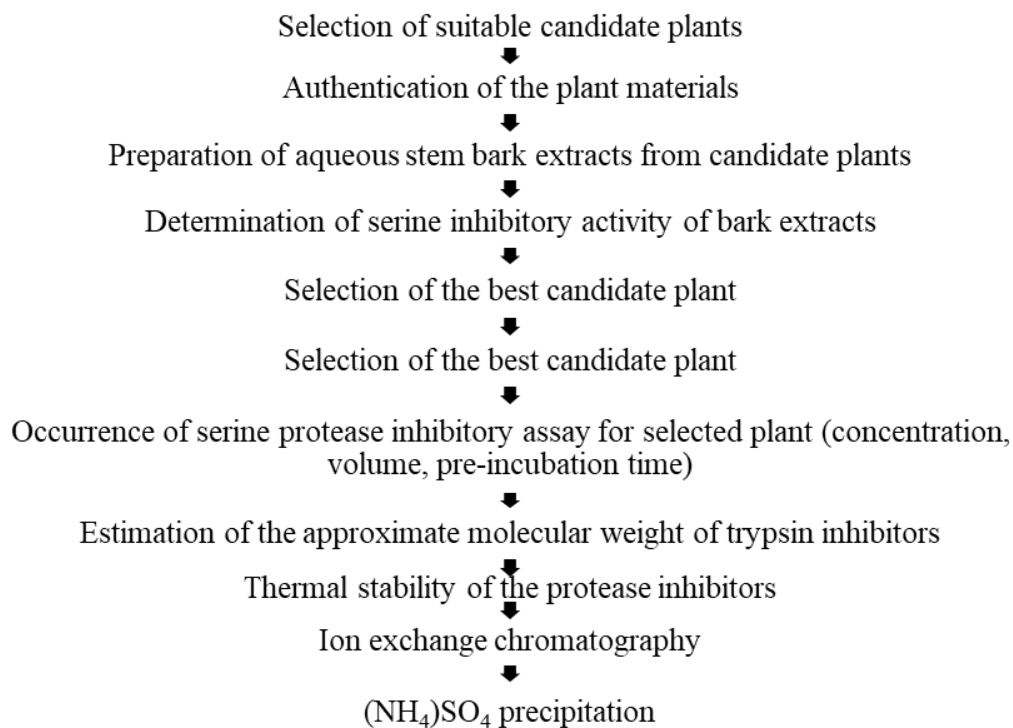 Selection of suitable candidate plants
Authentication of the plant materials
Preparation of aqueous stem bark extracts from candidate plants
Determination of serine inhibitory activity of bark extracts
Selection of the best candidate plant
Selection of the best candidate plant
Occurrence of serine protease inhibitory assay for selected plant (concentration,
volume, pre-incubation time)
Estimation of the approximate molecular weight of trypsin inhibitors
Thermal stability of the protease inhibitors
Ion exchange chromatography
(NH₄)SO₄ precipitation